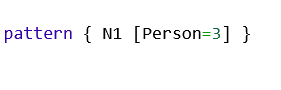 pattern { N1 [Person=3] }